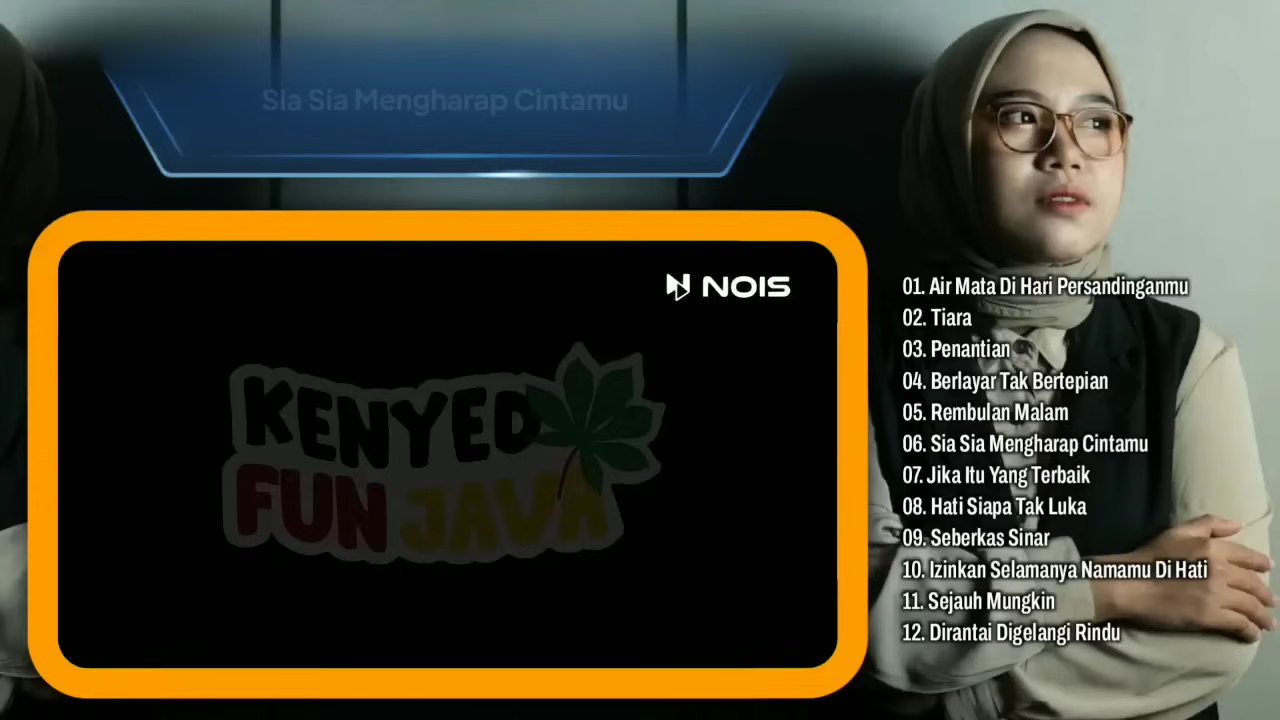 Sia Sia Mengharap Cintamu
NOIS
KENYED
FUN JAVA
01. Air Mata Di Hari Persandinganmu
02. Tiara
03. Penantian
04. Berlayar Tak Bertepian
05. Rembulan Malam
06. Sia Sia Mengharap Cintamu
07. Jika Itu Yang Terbaik
08. Hati Siapa Tak Luka
09. Seberkas Sinar
10. Izinkan Selamanya Namamu Di Hati
11. Sejauh Mungkin
12. Dirantai Digelangi Rindu